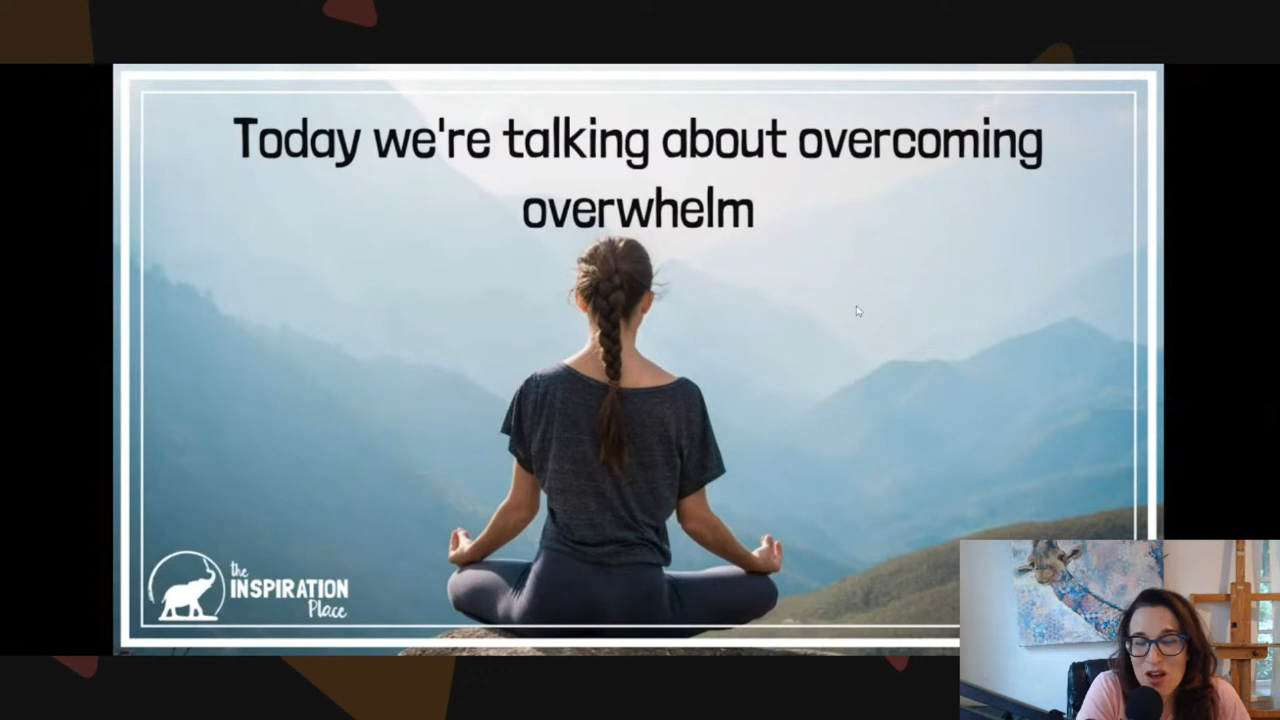 Today we're talking about overcoming
overwhelm
the
INSPIRATION
Place